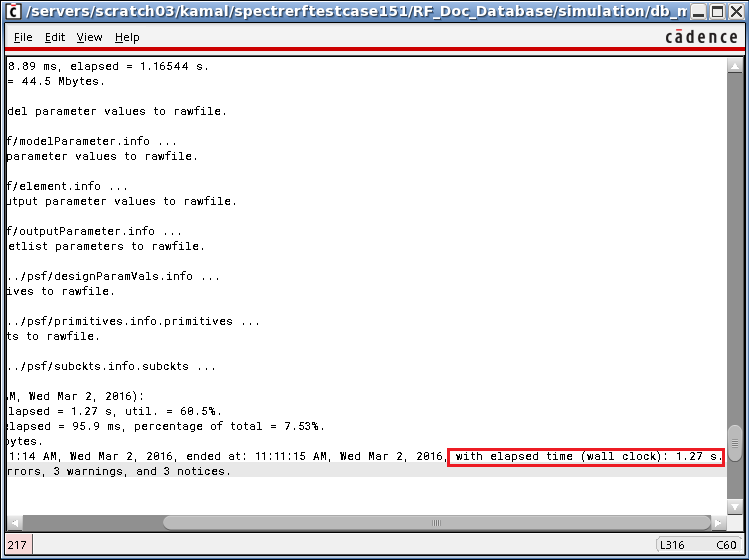 /servers/scratch03/kamal/spectrerftestcase151/RF_Doc_Database/simulation/db_m
File Edit View Help
cādence
8.89 ms, elapsed = 1.16544 s.
= 44.5 Mbytes.
del parameter values to rawfile.
f/modelParameter.info ...
parameter values to rawfile.
f/element.info ...
utput parameter values to rawfile.
f/outputParameter.info ...
etlist parameters to rawfile.
../psf/designParamVals.info ...
ives to rawfile.
../psf/primitives.info.primitives ...
ts to rawfile.
../psf/subckts.info.subckts ...
AM, Wed Mar 2, 2016):
lapsed = 1.27 s, util. = 60.5%.
elapsed = 95.9 ms, percentage of total = 7.53%.
bytes.
1:14 AM, Wed Mar 2, 2016, ended at: 11:11:15 AM, Wed Mar 2, 2016, with elapsed time (wall clock): 1.27 s.
rrors, 3 warnings, and 3 notices.
217
L316 C60